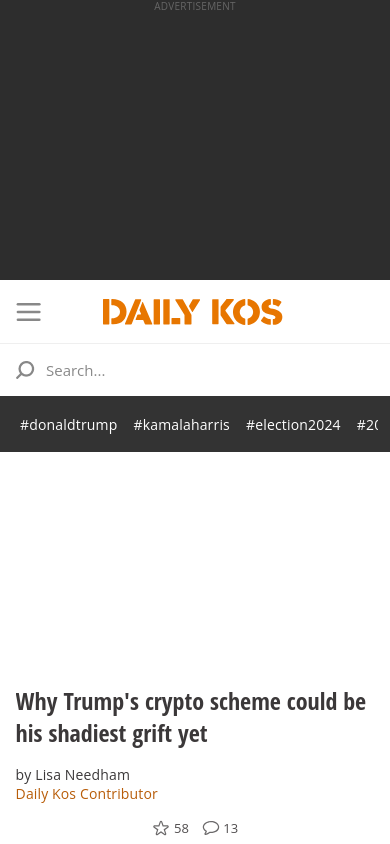 ADVERTISEMENT
DAILY KOS
Search...
#donaldtrump #kamalaharris #election2024
Why Trump's crypto scheme could be
his shadiest grift yet
by Lisa Needham
Daily Kos Contributor
58 13